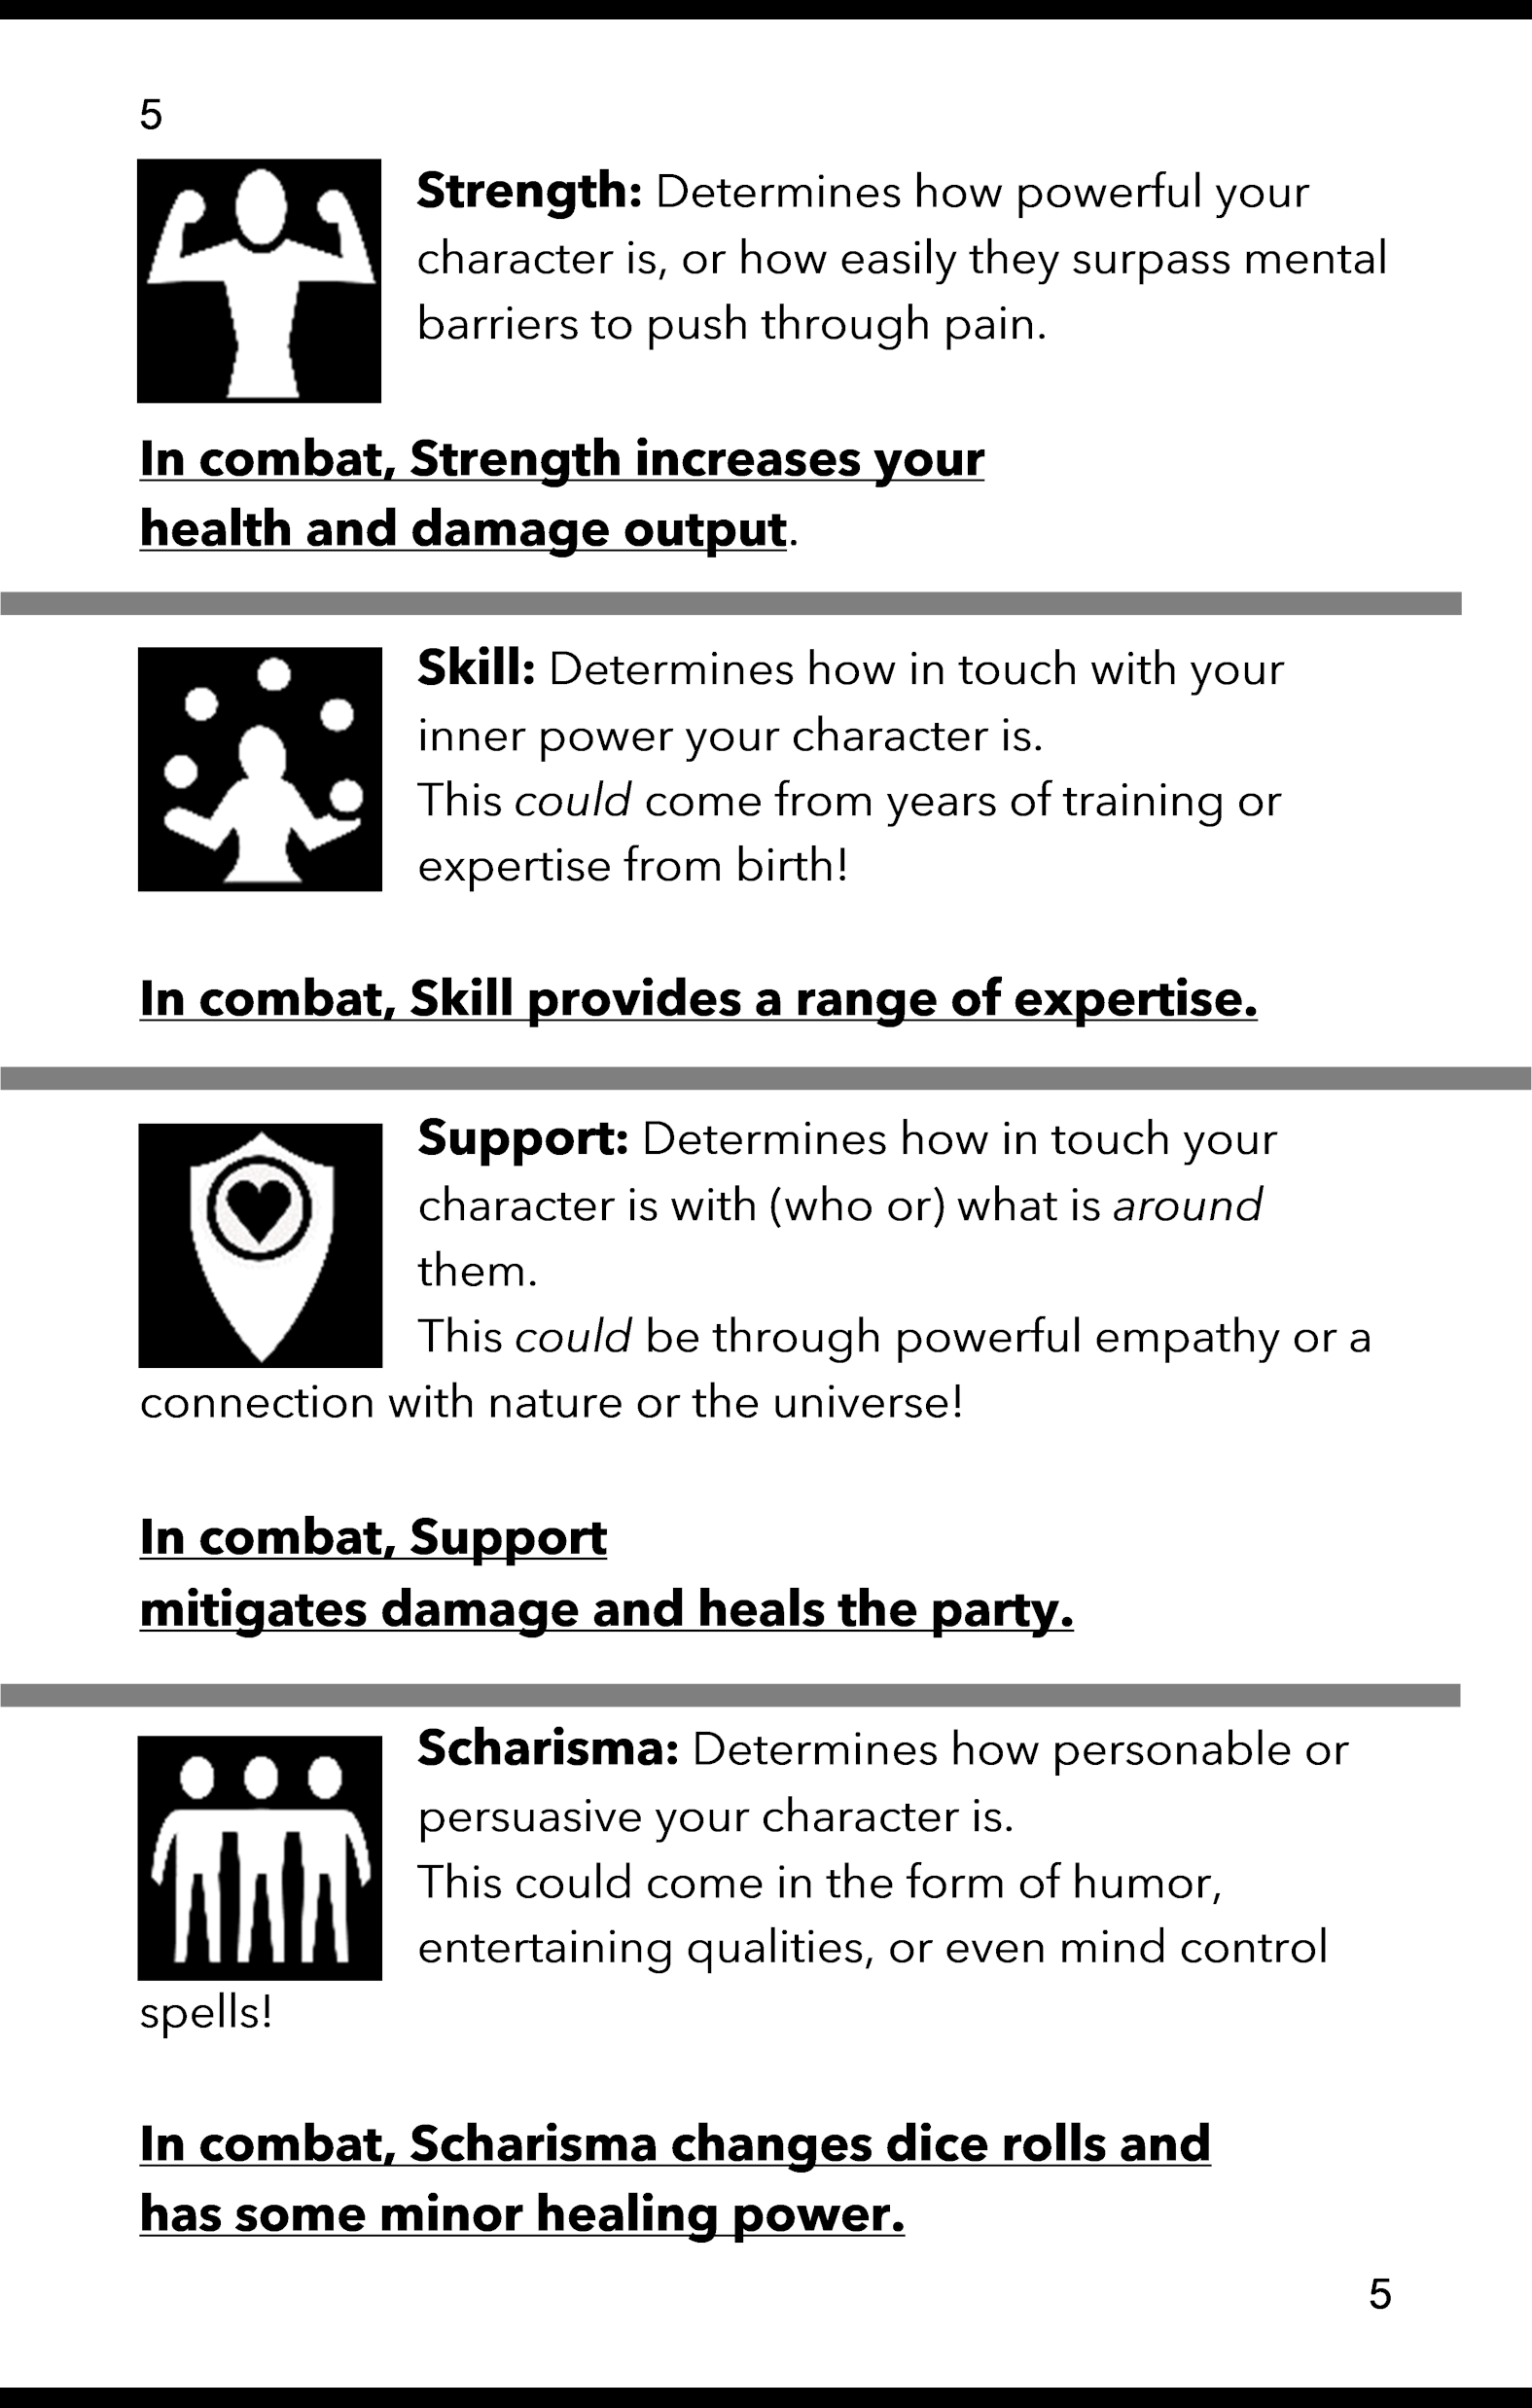 5
Strength: Determines how powerful your
character is, or how easily they surpass mental
barriers to push through pain.
In combat, Strength increases your
health and damage output.
Skill: Determines how in touch with your
inner power your character is.
This could come from years of training or
expertise from birth!
In combat, Skill provides a range of expertise.
Support: Determines how in touch your
character is with (who or) what is around
them.
This could be through powerful empathy or a
connection with nature or the universe!
In combat, Support
mitigates damage and heals the party.
Scharisma: Determines how personable or
persuasive your character is.
This could come in the form of humor,
entertaining qualities, or even mind control
spells!
In combat, Scharisma changes dice rolls and
has some minor healing power.
5